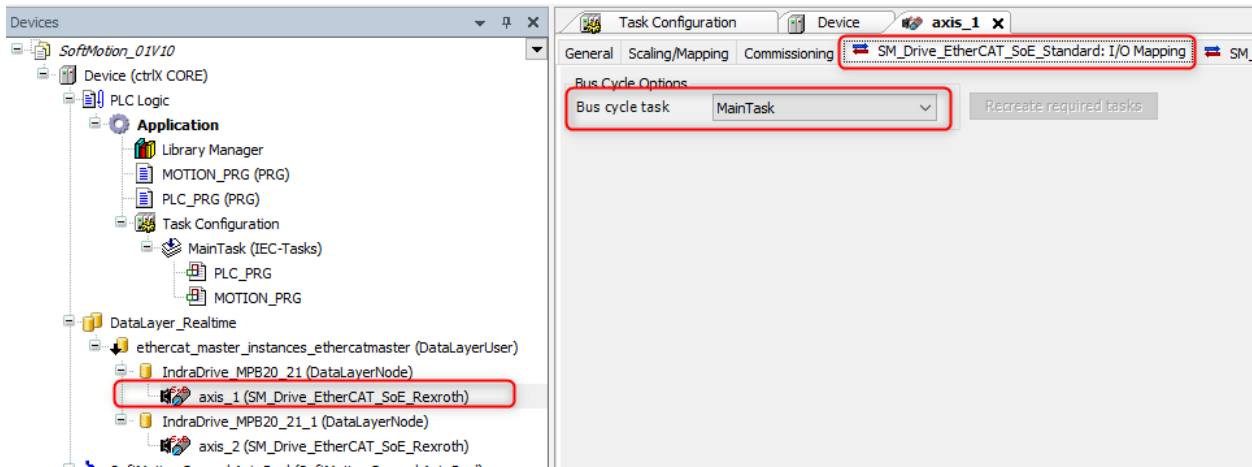 Devices
SoftMotion_01V10
Device (ctrlX CORE)
PLC Logic
Application
Library Manager
MOTION_PRG (PRG)
PLC_PRG (PRG)
Task Configuration
MainTask (IEC-Tasks)
PLC_PRG
MOTION_PRG
DataLayer_Realtime
ethercat_master_instances_ethercatmaster (DataLayerUser)
IndraDrive_MPB20_21 (DataLayerNode)
axis_1 (SM_Drive_EtherCAT_SoE_Rexroth)
IndraDrive_MPB20_21_1 (DataLayerNode)
axis_2 (SM_Drive_EtherCAT_SoE_Rexroth)
Task Configuration Device axis_1
General Scaling/Mapping Commissioning SM_Drive_EtherCAT_SoE_Standard: I/O Mapping SM_
Bus Cycle Options
Bus cycle task MainTask Recreate required tasks